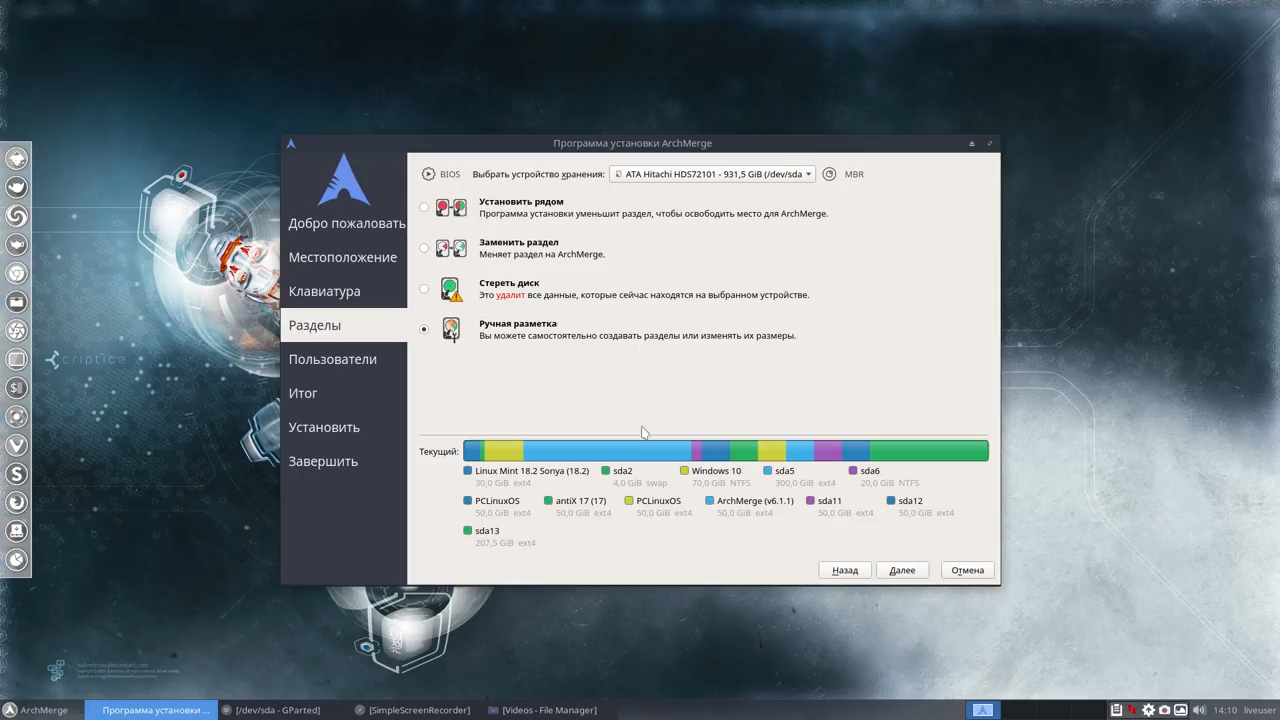 Программа установки ArchMerge
BIOS
Выбрать устройство хранения:
ATA Hitachi HDS72101 - 931,5 GiB (/dev/sda
MBR
Добро пожаловать
Местоположение
Клавиатура
Разделы
Пользователи
Итог
Установить
Завершить
Установить рядом
Программа установки уменьшит раздел, чтобы освободить место для ArchMerge.
Заменить раздел
Меняет раздел на ArchMerge.
Стереть диск
Это удалит все данные, которые сейчас находятся на выбранном устройстве.
Ручная разметка
Вы можете самостоятельно создавать разделы или изменять их размеры.
Текущий:
Linux Mint 18.2 Sonya (18.2) sda2 Windows 10 sda5 sda6
30,0 GiB ext4 4,0 GiB swap 70,0 GiB NTFS 300,0 GiB ext4 20,0 GiB NTFS
PCLinuxOS antiX 17 (17) PCLinuxOS ArchMerge (v6.1.1) sda11 sda12
50,0 GiB ext4 50,0 GiB ext4 50,0 GiB ext4 50,0 GiB ext4 50,0 GiB ext4 50,0 GiB ext4
sda13
207,5 GiB ext4
Назад Далее Отмена
criptica
ArchMerge Программа установки ... [/dev/sda - GParted] [SimpleScreenRecorder] [Videos - File Manager] 14:10 liveuser